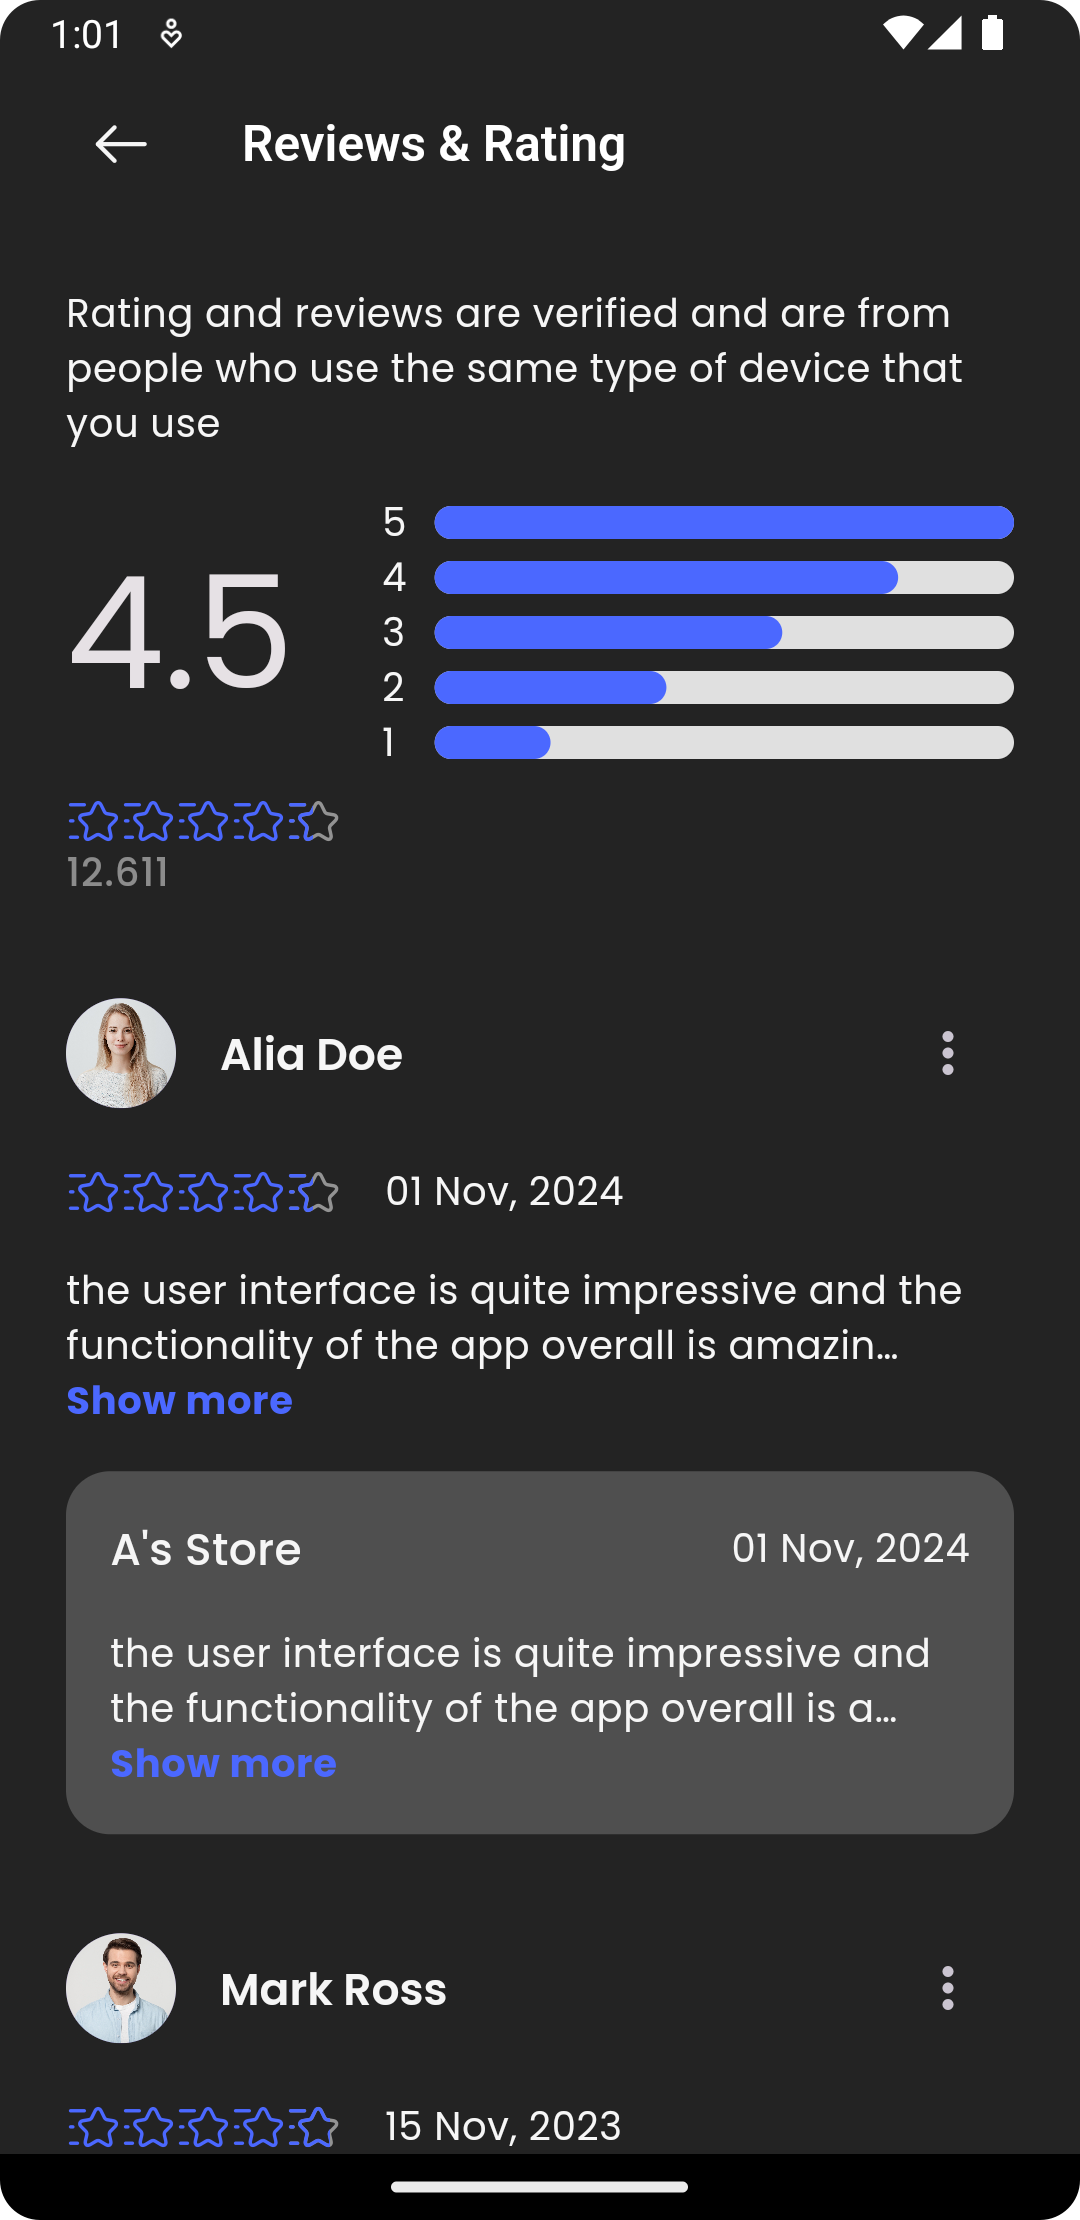 1:01
Reviews & Rating
Rating and reviews are verified and are from
people who use the same type of device that
you use
4.5
5
4
3
2
1
12.611
Alia Doe
01 Nov, 2024
the user interface is quite impressive and the
functionality of the app overall is amazin...
Show more
A's Store
01 Nov, 2024
the user interface is quite impressive and
the functionality of the app overall is a...
Show more
Mark Ross
15 Nov, 2023